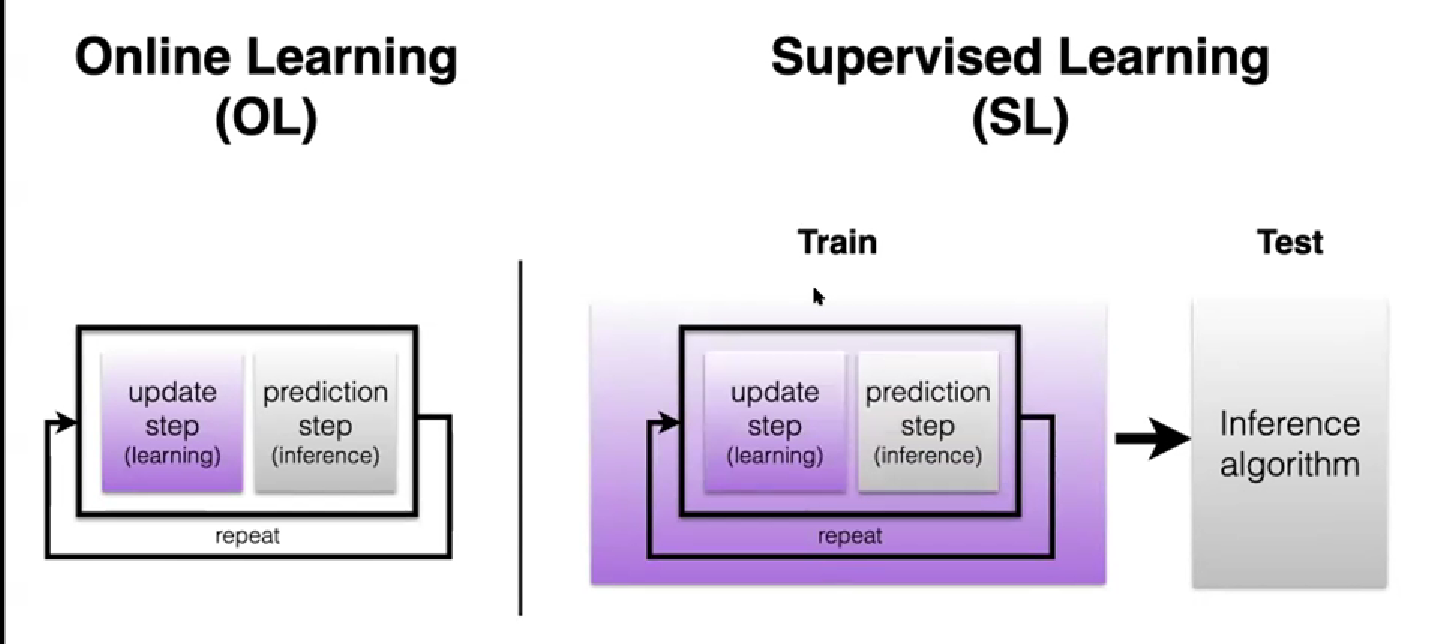 Online Learning
(OL)
update
step
(learning)
prediction
step
(inference)
repeat
Supervised Learning
(SL)
Train
update
step
(learning)
prediction
step
(inference)
repeat
Test
Inference
algorithm